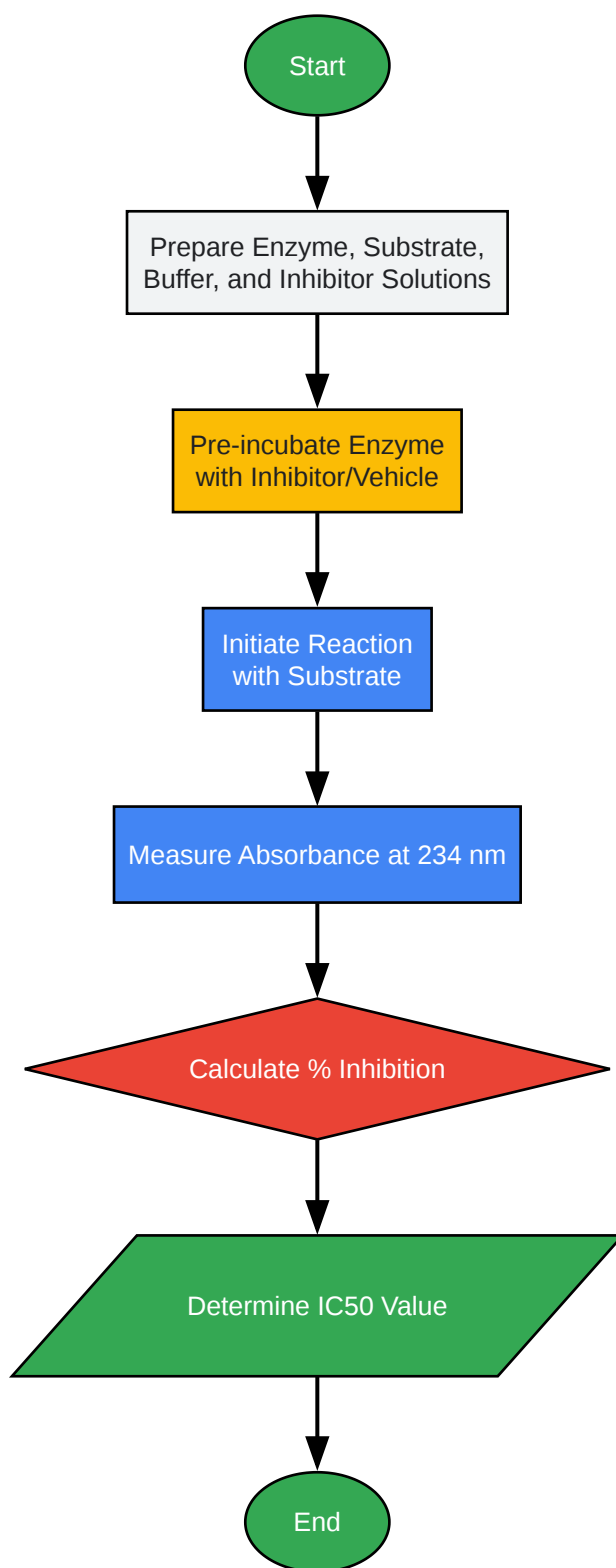 Start
Prepare Enzyme, Substrate,
Buffer, and Inhibitor Solutions
Pre-incubate Enzyme
with Inhibitor/Vehicle
Initiate Reaction
with Substrate
Measure Absorbance at 234 nm
Calculate % Inhibition
Determine IC50 Value
End